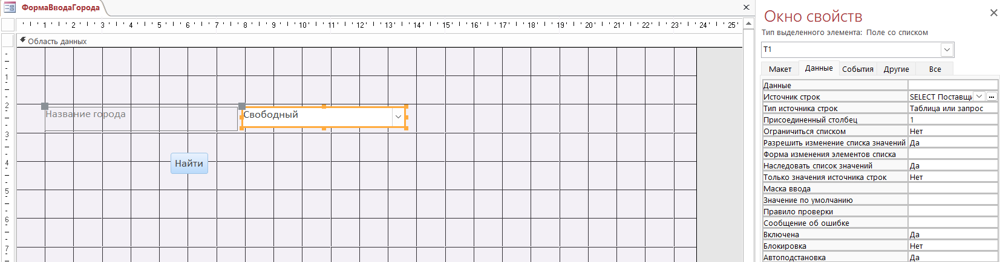 ФормаВводаГорода
1 2 3 4 5 6 7 8 9 10 11 12 13 14 15 16 17 18 19 20 21 22 23 24 25
Область данных
1
2
3
4
5
6
7
Название города
Свободный
Найти
Окно свойств
Тип выделенного элемента: Поле со списком
T1
Макет Данные События Другие Все
Данные
Источник строк SELECT Поставщи
Тип источника строк Таблица или запрос
Присоединенный столбец 1
Ограничиться списком Нет
Разрешить изменение списка значений Да
Форма изменения элементов списка
Наследовать список значений Да
Только значения источника строк Нет
Маска ввода
Значение по умолчанию
Правило проверки
Сообщение об ошибке
Включена Да
Блокировка Нет
Автоподстановка Да